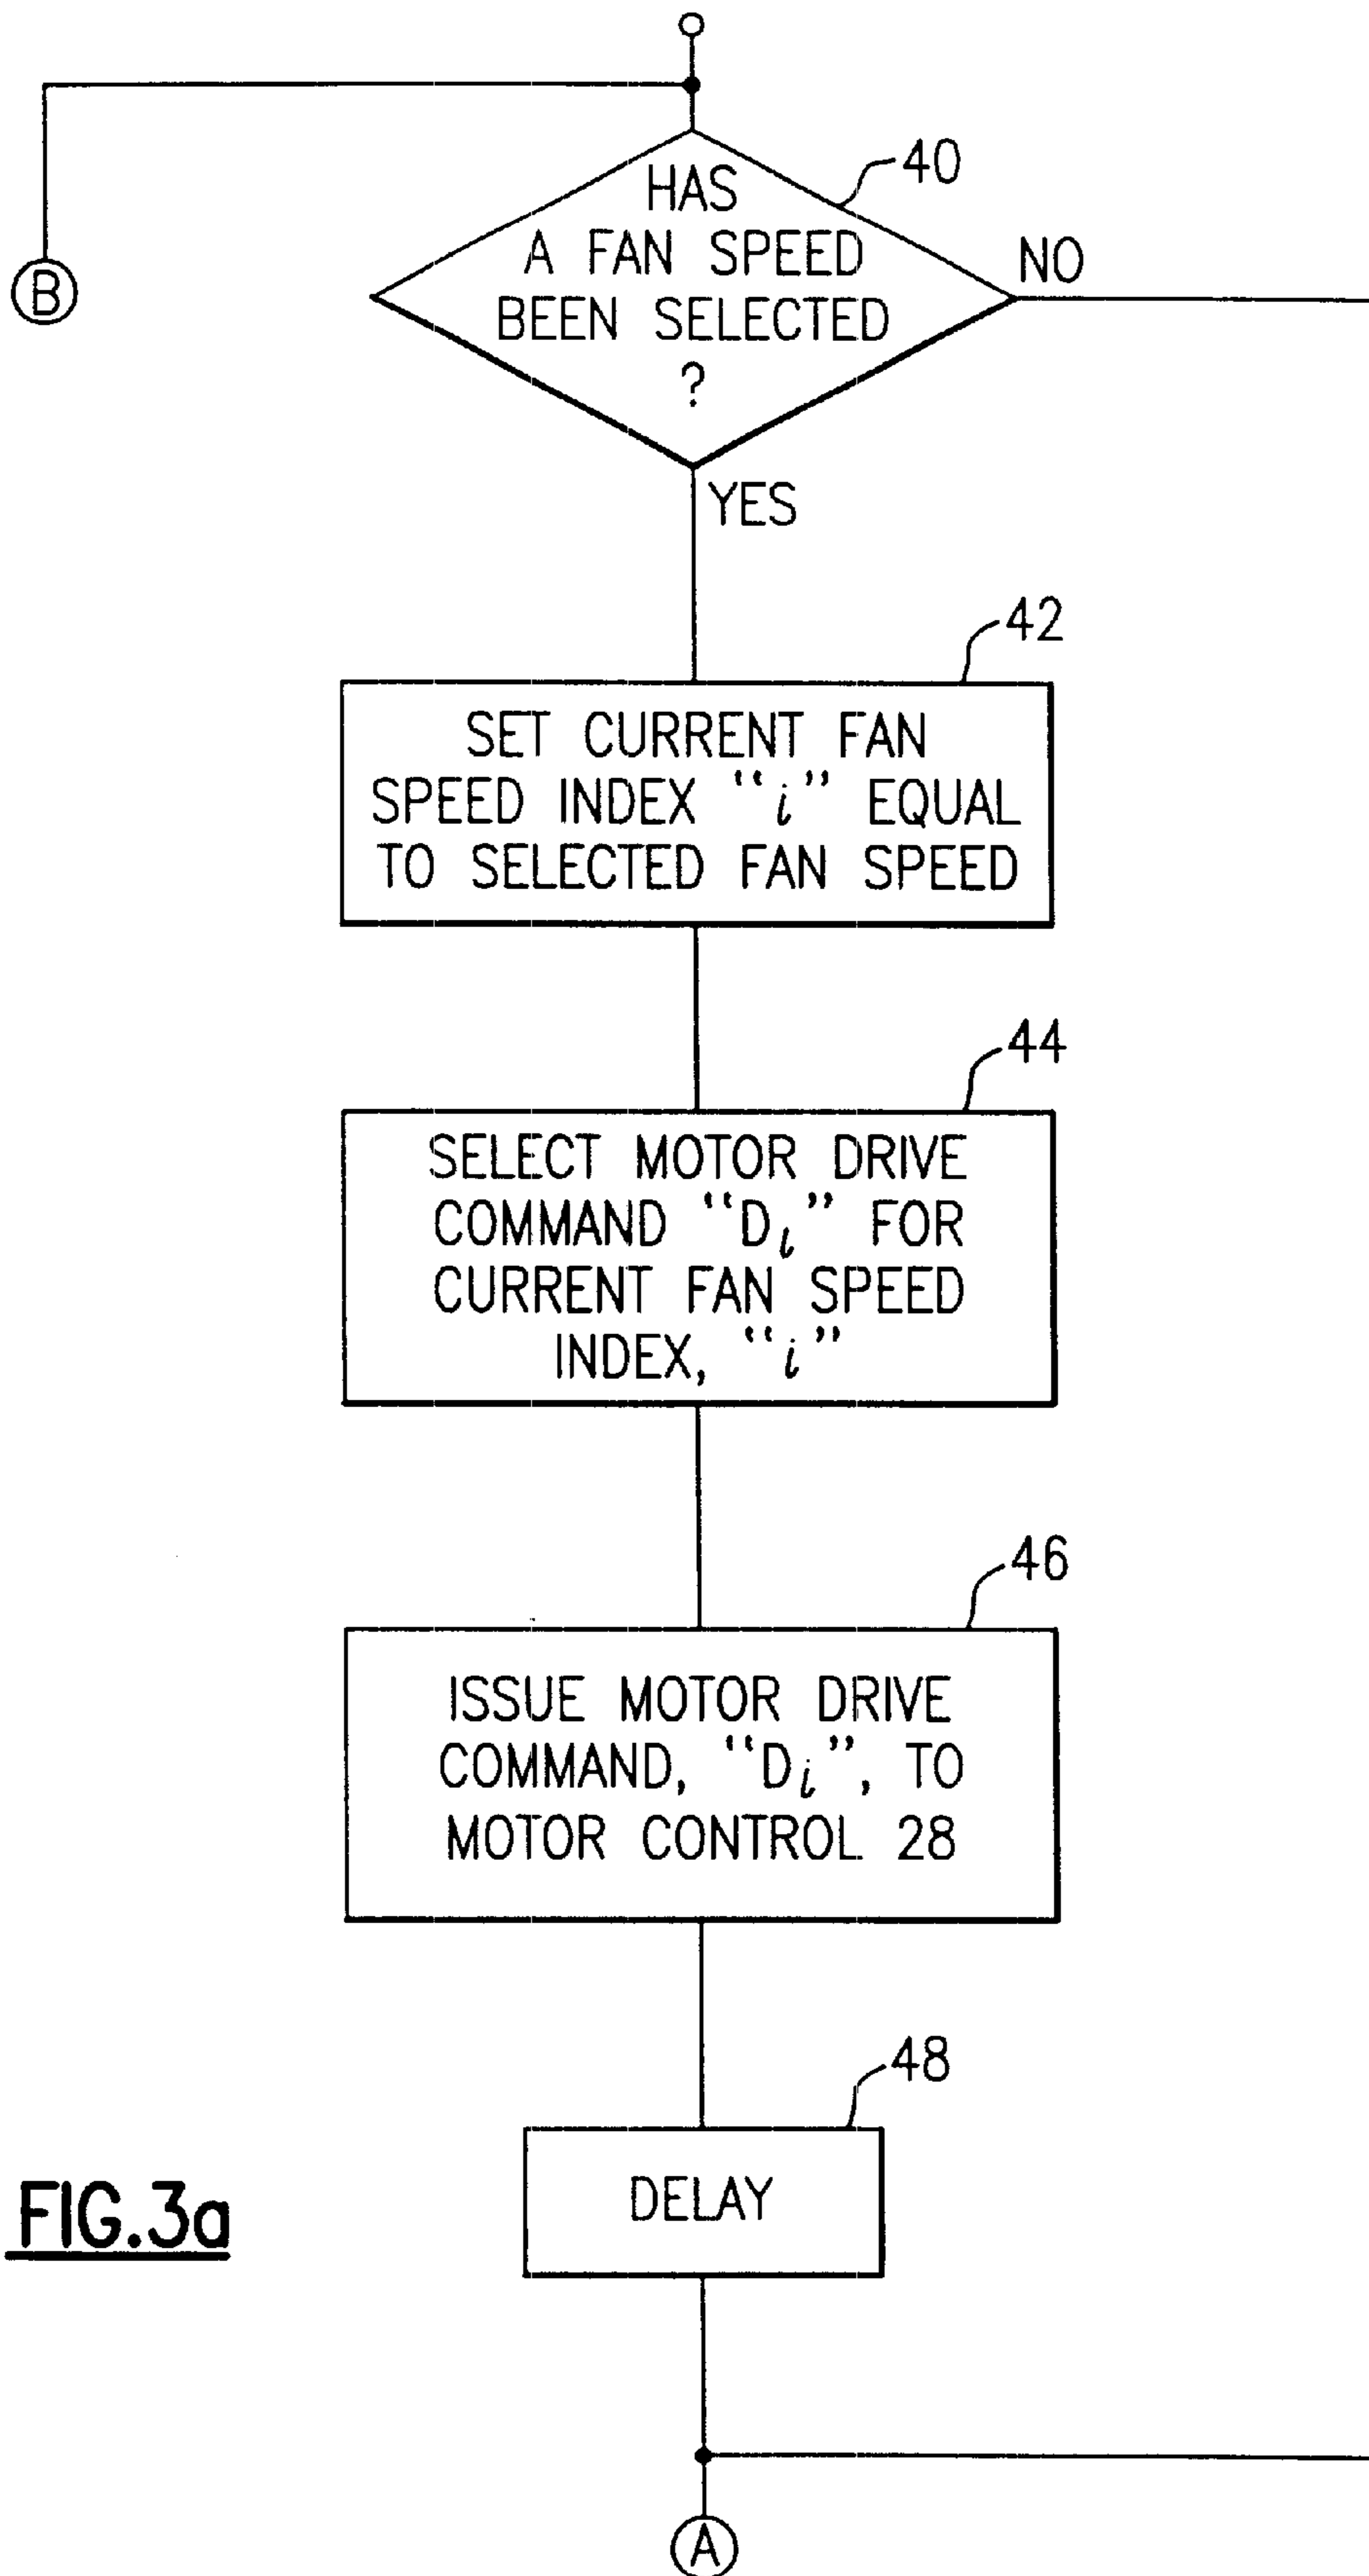 40
HAS
A FAN SPEED
BEEN SELECTED
?
NO
B
YES
42
SET CURRENT FAN
SPEED INDEX “i” EQUAL
TO SELECTED FAN SPEED
44
SELECT MOTOR DRIVE
COMMAND “Di” FOR
CURRENT FAN SPEED
INDEX, “i”
46
ISSUE MOTOR DRIVE
COMMAND, “Di”, TO
MOTOR CONTROL 28
48
DELAY
FIG.3a
A